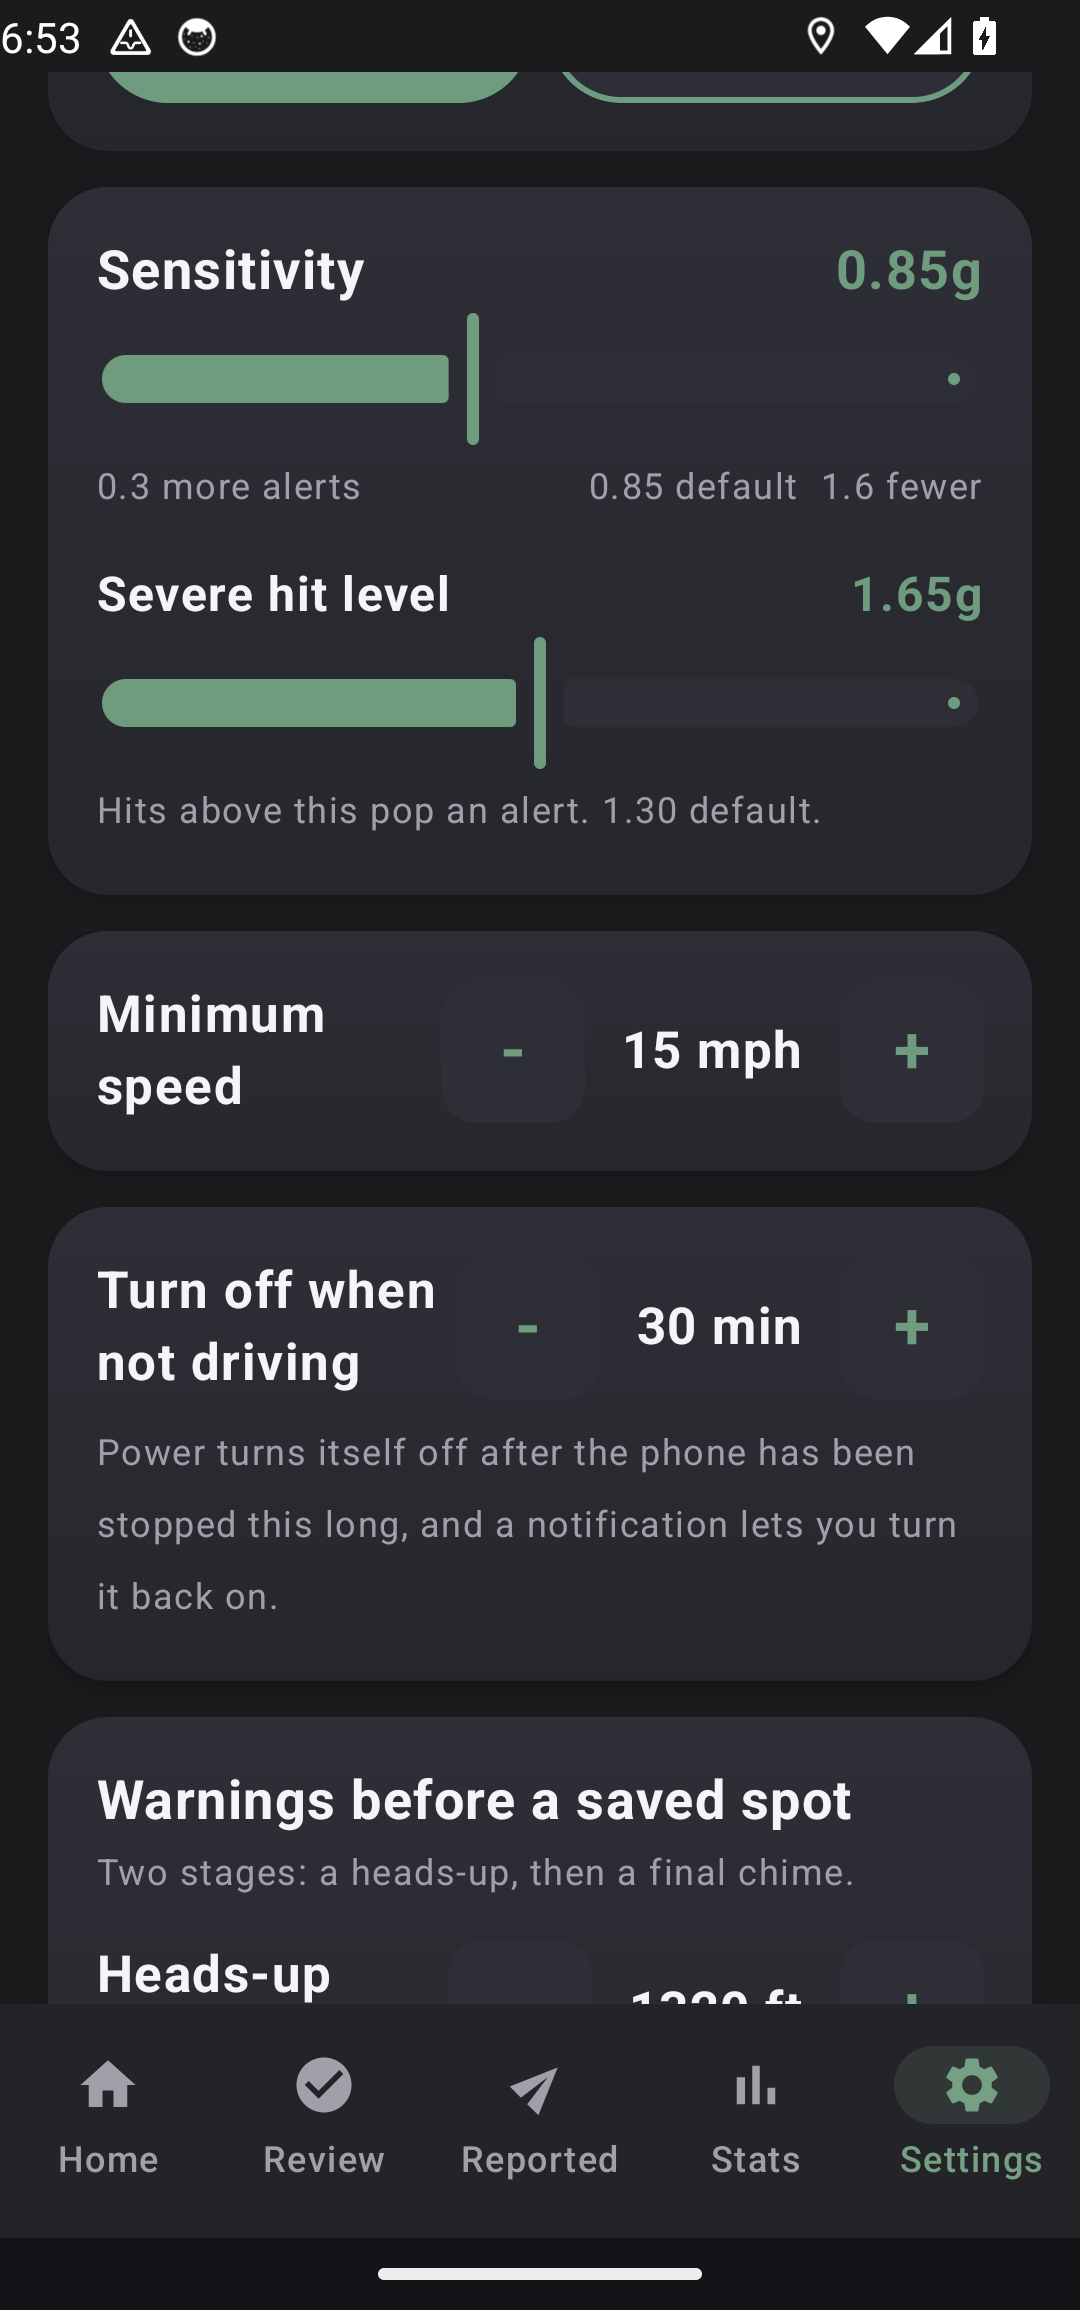 6:53
Sensitivity 0.85g
0.3 more alerts 0.85 default 1.6 fewer
Severe hit level 1.65g
Hits above this pop an alert. 1.30 default.
Minimum
speed
- 15 mph +
Turn off when
not driving
- 30 min +
Power turns itself off after the phone has been
stopped this long, and a notification lets you turn
it back on.
Warnings before a saved spot
Two stages: a heads-up, then a final chime.
Heads-up
Home Review Reported Stats Settings